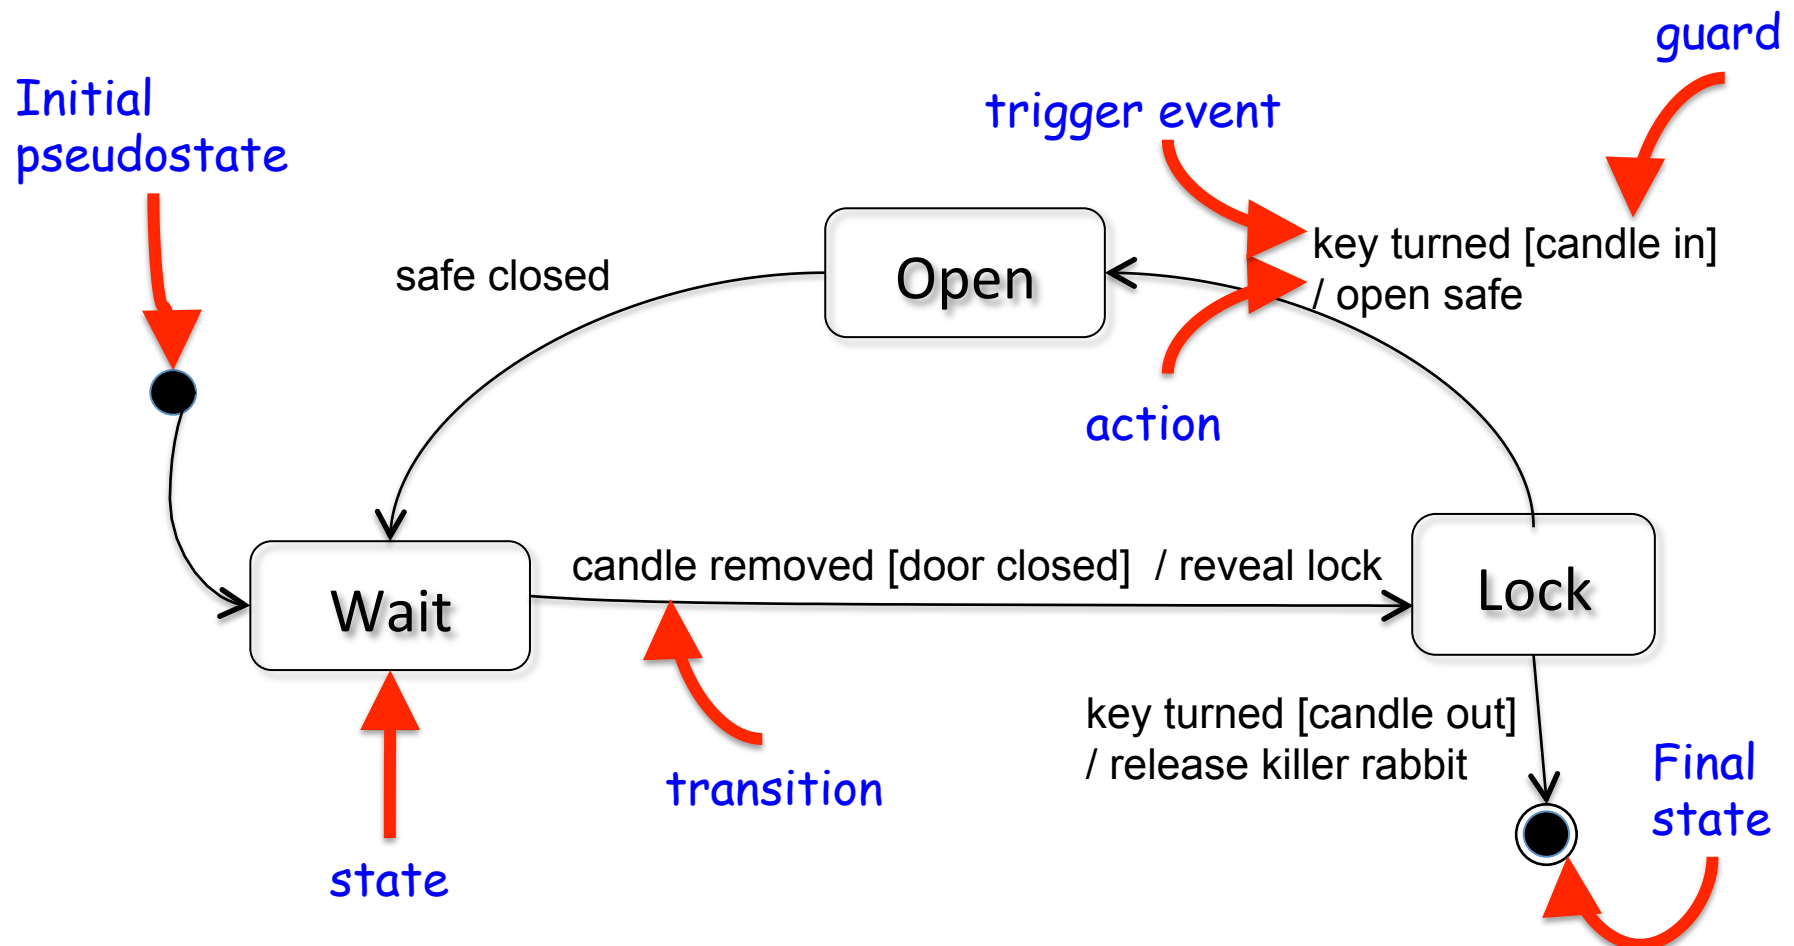 guard
Initial
pseudostate
trigger event
key turned [candle in]
/ open safe
safe closed
Open
action
candle removed [door closed]  / reveal lock
Wait
Lock
key turned [candle out]
/ release killer rabbit
transition
Final
state
state